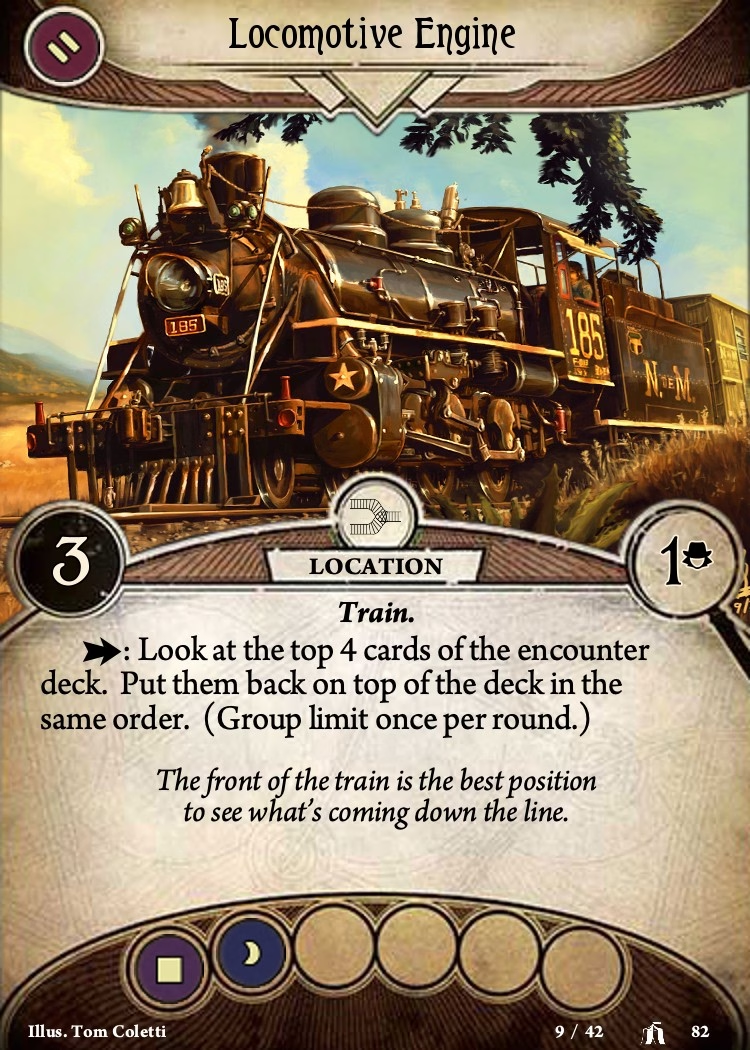 Locomotive Engine
185
185
185
N. DE M.
3
LOCATION
1
Train.
: Look at the top 4 cards of the encounter
deck. Put them back on top of the deck in the
same order. (Group limit once per round.)
The front of the train is the best position
to see what's coming down the line.
Illus. Tom Coletti
9 / 42
82